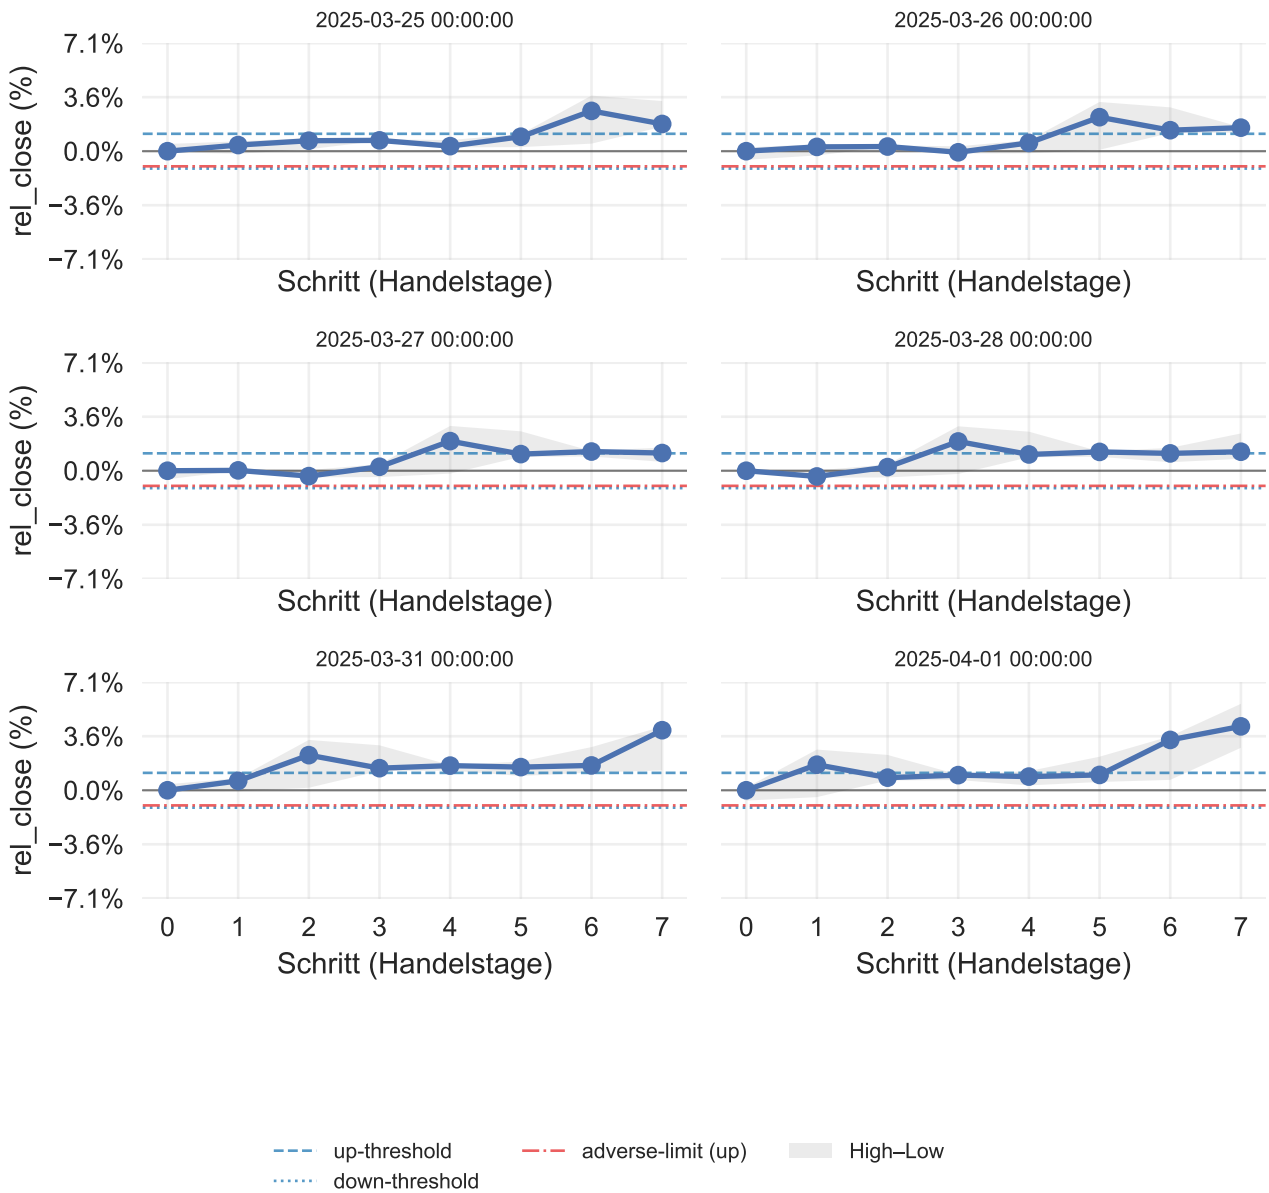 2025-03-25 00:00:00
2025-03-26 00:00:00
7.1%
3.6%
0.0%
−3.6%
−7.1%
rel_close (%)
Schritt (Handelstage)
Schritt (Handelstage)
2025-03-27 00:00:00
2025-03-28 00:00:00
7.1%
3.6%
0.0%
−3.6%
−7.1%
rel_close (%)
Schritt (Handelstage)
Schritt (Handelstage)
2025-03-31 00:00:00
2025-04-01 00:00:00
7.1%
3.6%
0.0%
−3.6%
−7.1%
rel_close (%)
0 1 2 3 4 5 6 7
0 1 2 3 4 5 6 7
Schritt (Handelstage)
Schritt (Handelstage)
up-threshold
adverse-limit (up)
High–Low
down-threshold